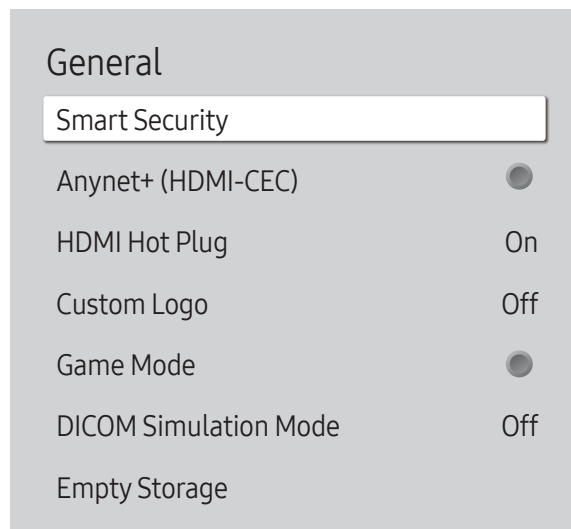 General
Smart Security
Anynet+ (HDMI-CEC)
HDMI Hot Plug On
Custom Logo Off
Game Mode
DICOM Simulation Mode Off
Empty Storage